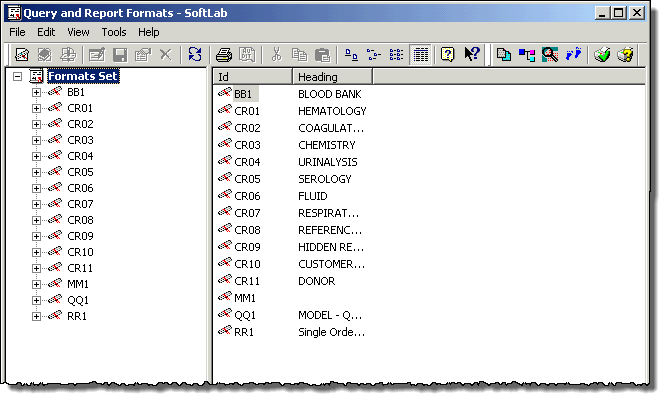 Query and Report Formats - SoftLab
File Edit View Tools Help
Formats Set
BB1
CR01
CR02
CR03
CR04
CR05
CR06
CR07
CR08
CR09
CR10
CR11
MM1
QQ1
RR1
Id Heading
BB1 BLOOD BANK
CR01 HEMATOLOGY
CR02 COAGULAT...
CR03 CHEMISTRY
CR04 URINALYSIS
CR05 SEROLOGY
CR06 FLUID
CR07 RESPIRAT...
CR08 REFERENC...
CR09 HIDDEN RE...
CR10 CUSTOMER...
CR11 DONOR
MM1
QQ1 MODEL - Q...
RR1 Single Orde...